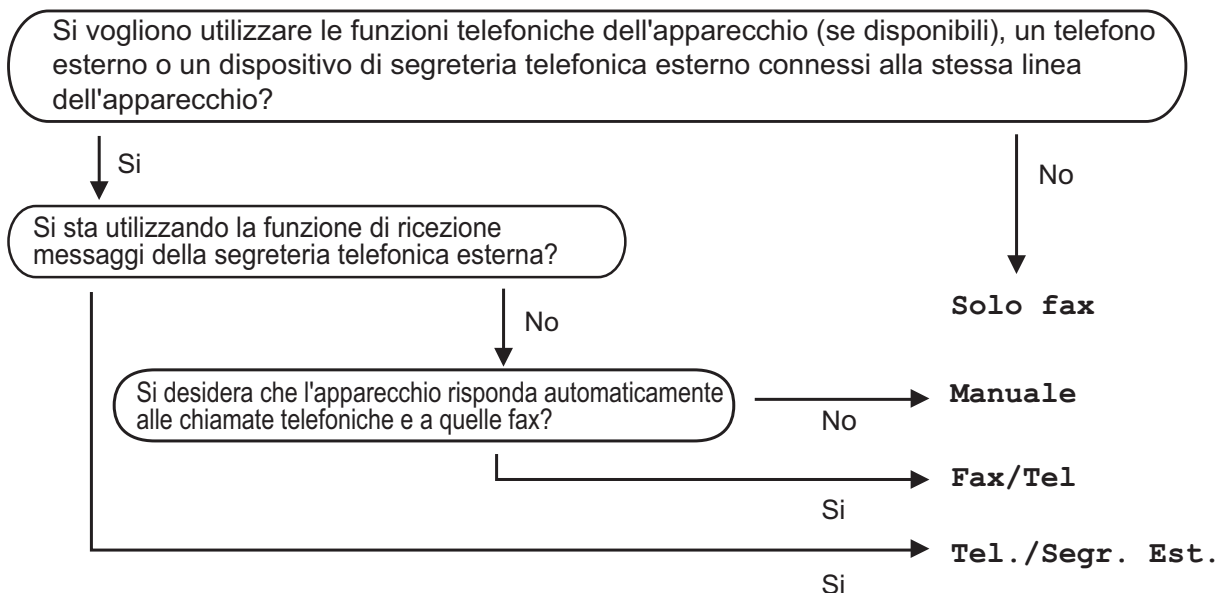 Si vogliono utilizzare le funzioni telefoniche dell'apparecchio (se disponibili), un telefono
esterno o un dispositivo di segreteria telefonica esterno connessi alla stessa linea
dell'apparecchio?
Si
No
Si sta utilizzando la funzione di ricezione
messaggi della segreteria telefonica esterna?
Solo fax
No
Si desidera che l'apparecchio risponda automaticamente
alle chiamate telefoniche e a quelle fax?
No
Manuale
Si
Fax/Tel
Si
Tel./Segr. Est.